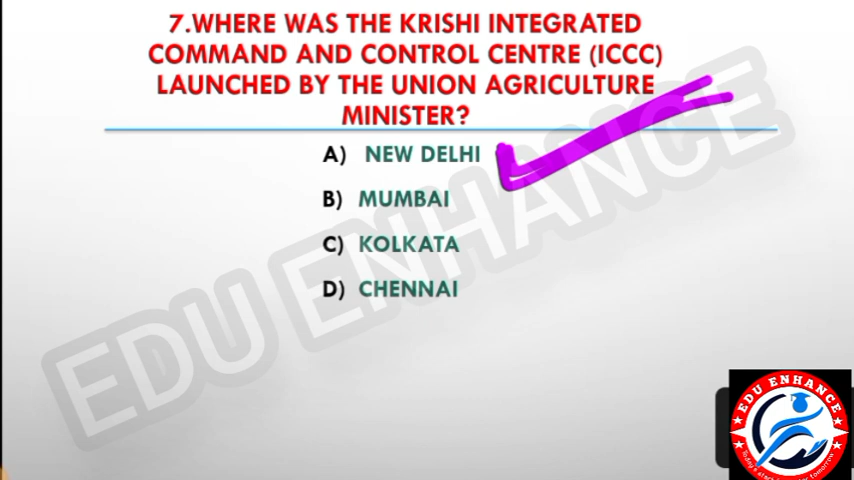 7.WHERE WAS THE KRISHI INTEGRATED
COMMAND AND CONTROL CENTRE (ICCC)
LAUNCHED BY THE UNION AGRICULTURE
MINISTER?
A) NEW DELHI
B) MUMBAI
C) KOLKATA
D) CHENNAI
EDU ENHANCE
EDU ENHANCE